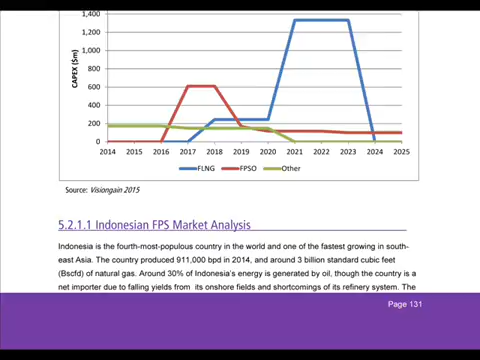 1,400
1,200
1,000
800
600
400
200
0
CAPEX ($m)
2014 2015 2016 2017 2018 2019 2020 2021 2022 2023 2024 2025
FLNG FPSO Other
Source: Visiongain 2015
5.2.1.1 Indonesian FPS Market Analysis
Indonesia is the fourth-most-populous country in the world and one of the fastest growing in south-
east Asia. The country produced 911,000 bpd in 2014, and around 3 billion standard cubic feet
(Bscfd) of natural gas. Around 30% of Indonesia's energy is generated by oil, though the country is a
net importer due to falling yields from its onshore fields and shortcomings of its refinery system. The
Page 131